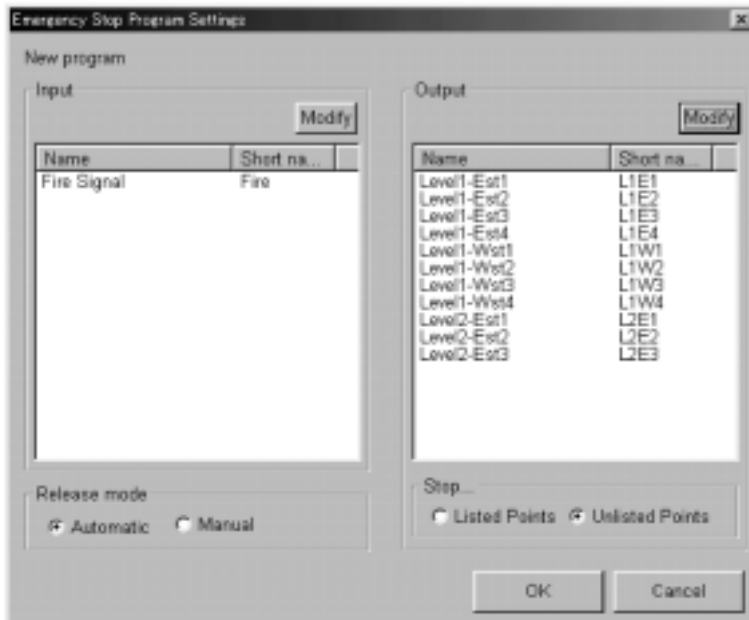 Emergency Stop Program Settings
New program
Input
Modify
Name Short na...
Fire Signal Fire
Release mode
Automatic Manual
Output
Modify
Name Short na...
Level1-Est1 L1E1
Level1-Est2 L1E2
Level1-Est3 L1E3
Level1-Est4 L1E4
Level1-Wst1 L1W1
Level1-Wst2 L1W2
Level1-Wst3 L1W3
Level1-Wst4 L1W4
Level2-Est1 L2E1
Level2-Est2 L2E2
Level2-Est3 L2E3
Stop...
Listed Points Unlisted Points
OK Cancel